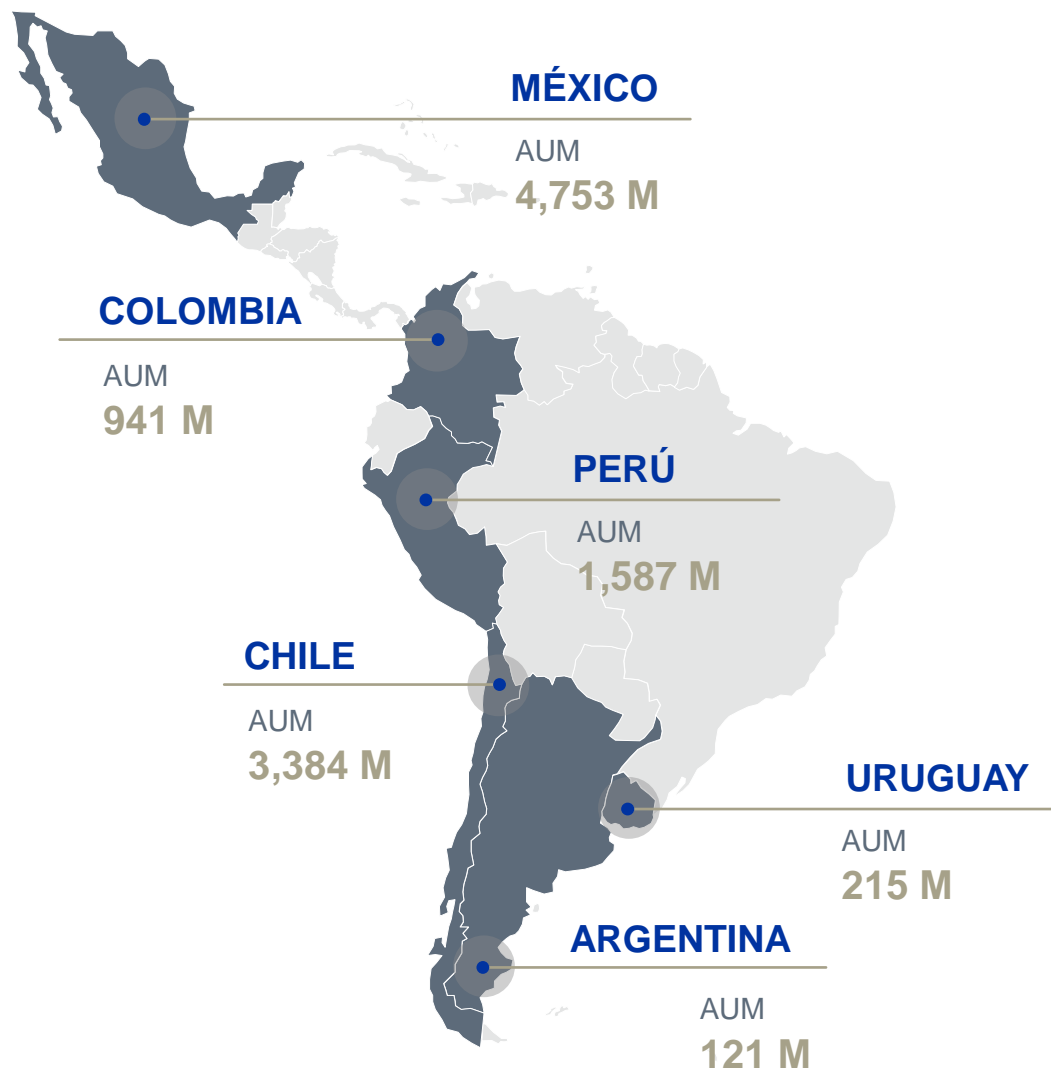 MÉXICO
AUM
4,753 M
COLOMBIA
AUM
941 M
PERÚ
AUM
1,587 M
CHILE
AUM
3,384 M
URUGUAY
AUM
215 M
ARGENTINA
AUM
121 M